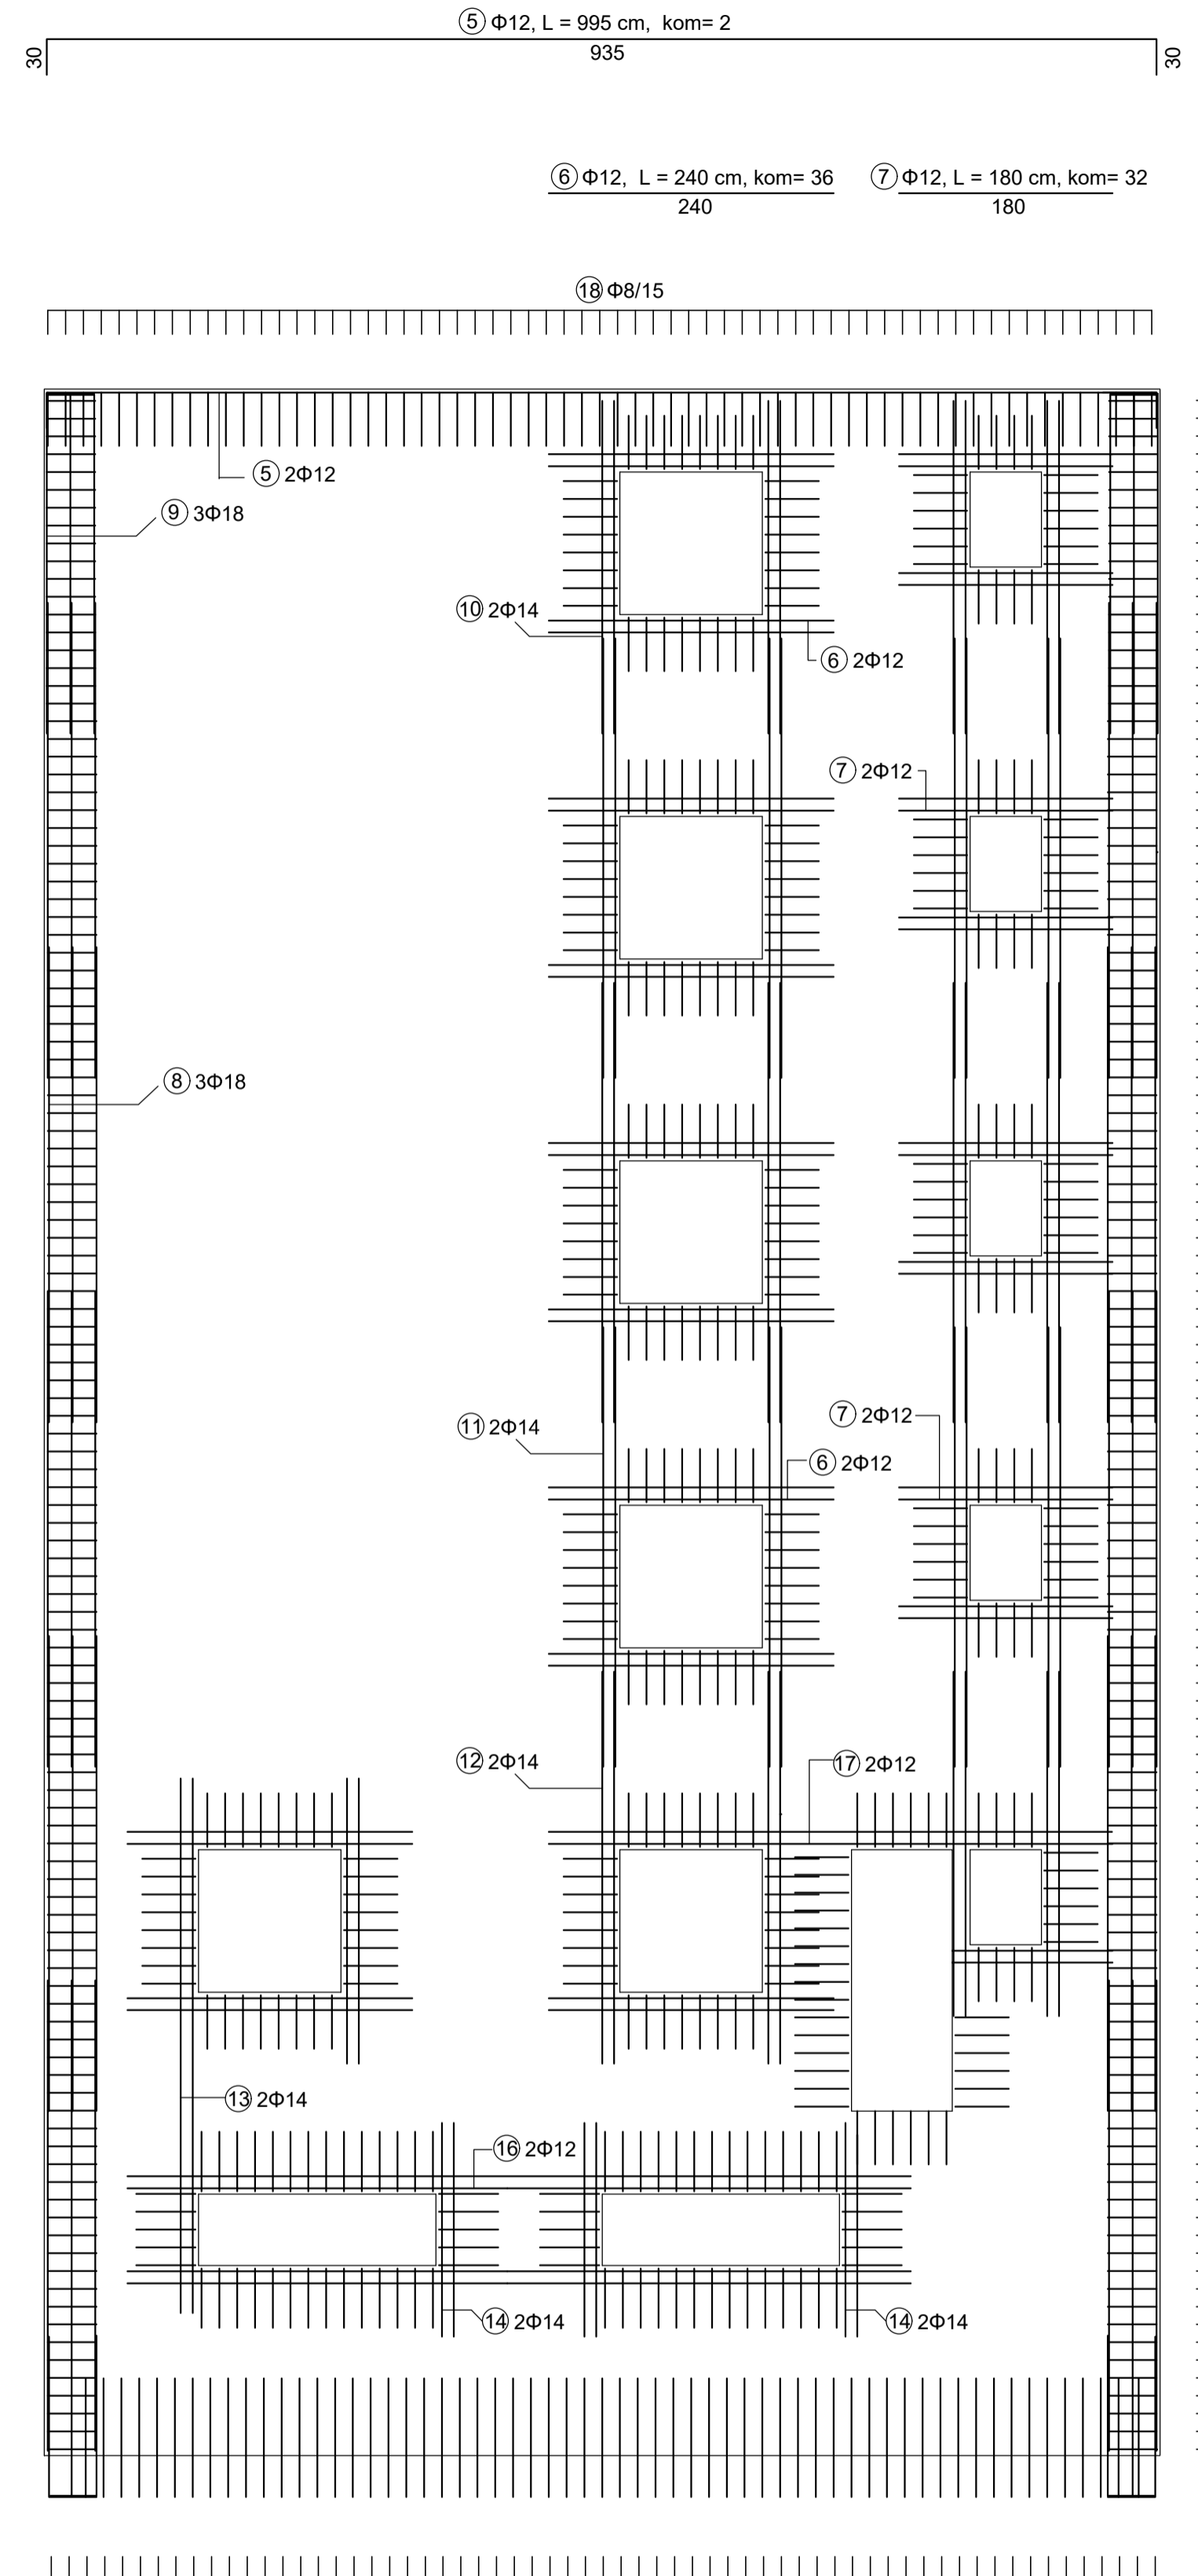 5 Φ12, L = 995 cm, kom= 2
30 935 30
6 Φ12, L = 240 cm, kom= 36
240
7 Φ12, L = 180 cm, kom= 32
180
18 Φ8/15
5 2Φ12
9 3Φ18
10 2Φ14
6 2Φ12
7 2Φ12
8 3Φ18
7 2Φ12
11 2Φ14
6 2Φ12
12 2Φ14
17 2Φ12
13 2Φ14
16 2Φ12
14 2Φ14
14 2Φ14